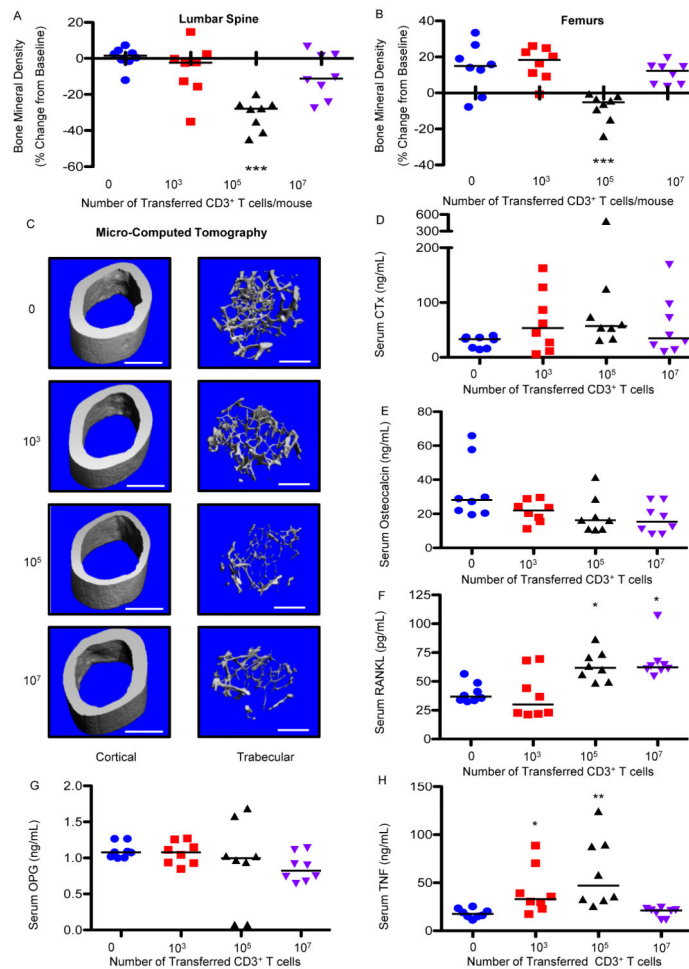 A
Lumbar Spine
Bone Mineral Density
(% Change from Baseline)
20
0
-20
-40
-60
***
0 10³ 10⁵ 10⁷
Number of Transferred CD3⁺ T cells/mouse
B
Femurs
Bone Mineral Density
(% Change from Baseline)
40
20
0
-20
-40
***
0 10³ 10⁵ 10⁷
Number of Transferred CD3⁺ T cells/mouse
C
Micro-Computed Tomography
0
10³
10⁵
10⁷
Cortical Trabecular
D
Serum CTx (ng/mL)
600
300
200
100
50
0
0 10³ 10⁵ 10⁷
Number of Transferred CD3⁺ T cells
E
Serum Osteocalcin (ng/mL)
80
60
40
20
0
0 10³ 10⁵ 10⁷
Number of Transferred CD3⁺ T cells
F
Serum RANKL (pg/mL)
125
100
75
50
25
0
* *
0 10³ 10⁵ 10⁷
Number of Transferred CD3⁺ T cells
G
Serum OPG (ng/mL)
2.0
1.5
1.0
0.5
0.0
0 10³ 10⁵ 10⁷
Number of Transferred CD3⁺ T cells
H
Serum TNF (ng/mL)
150
100
50
0
* **
0 10³ 10⁵ 10⁷
Number of Transferred CD3⁺ T cells